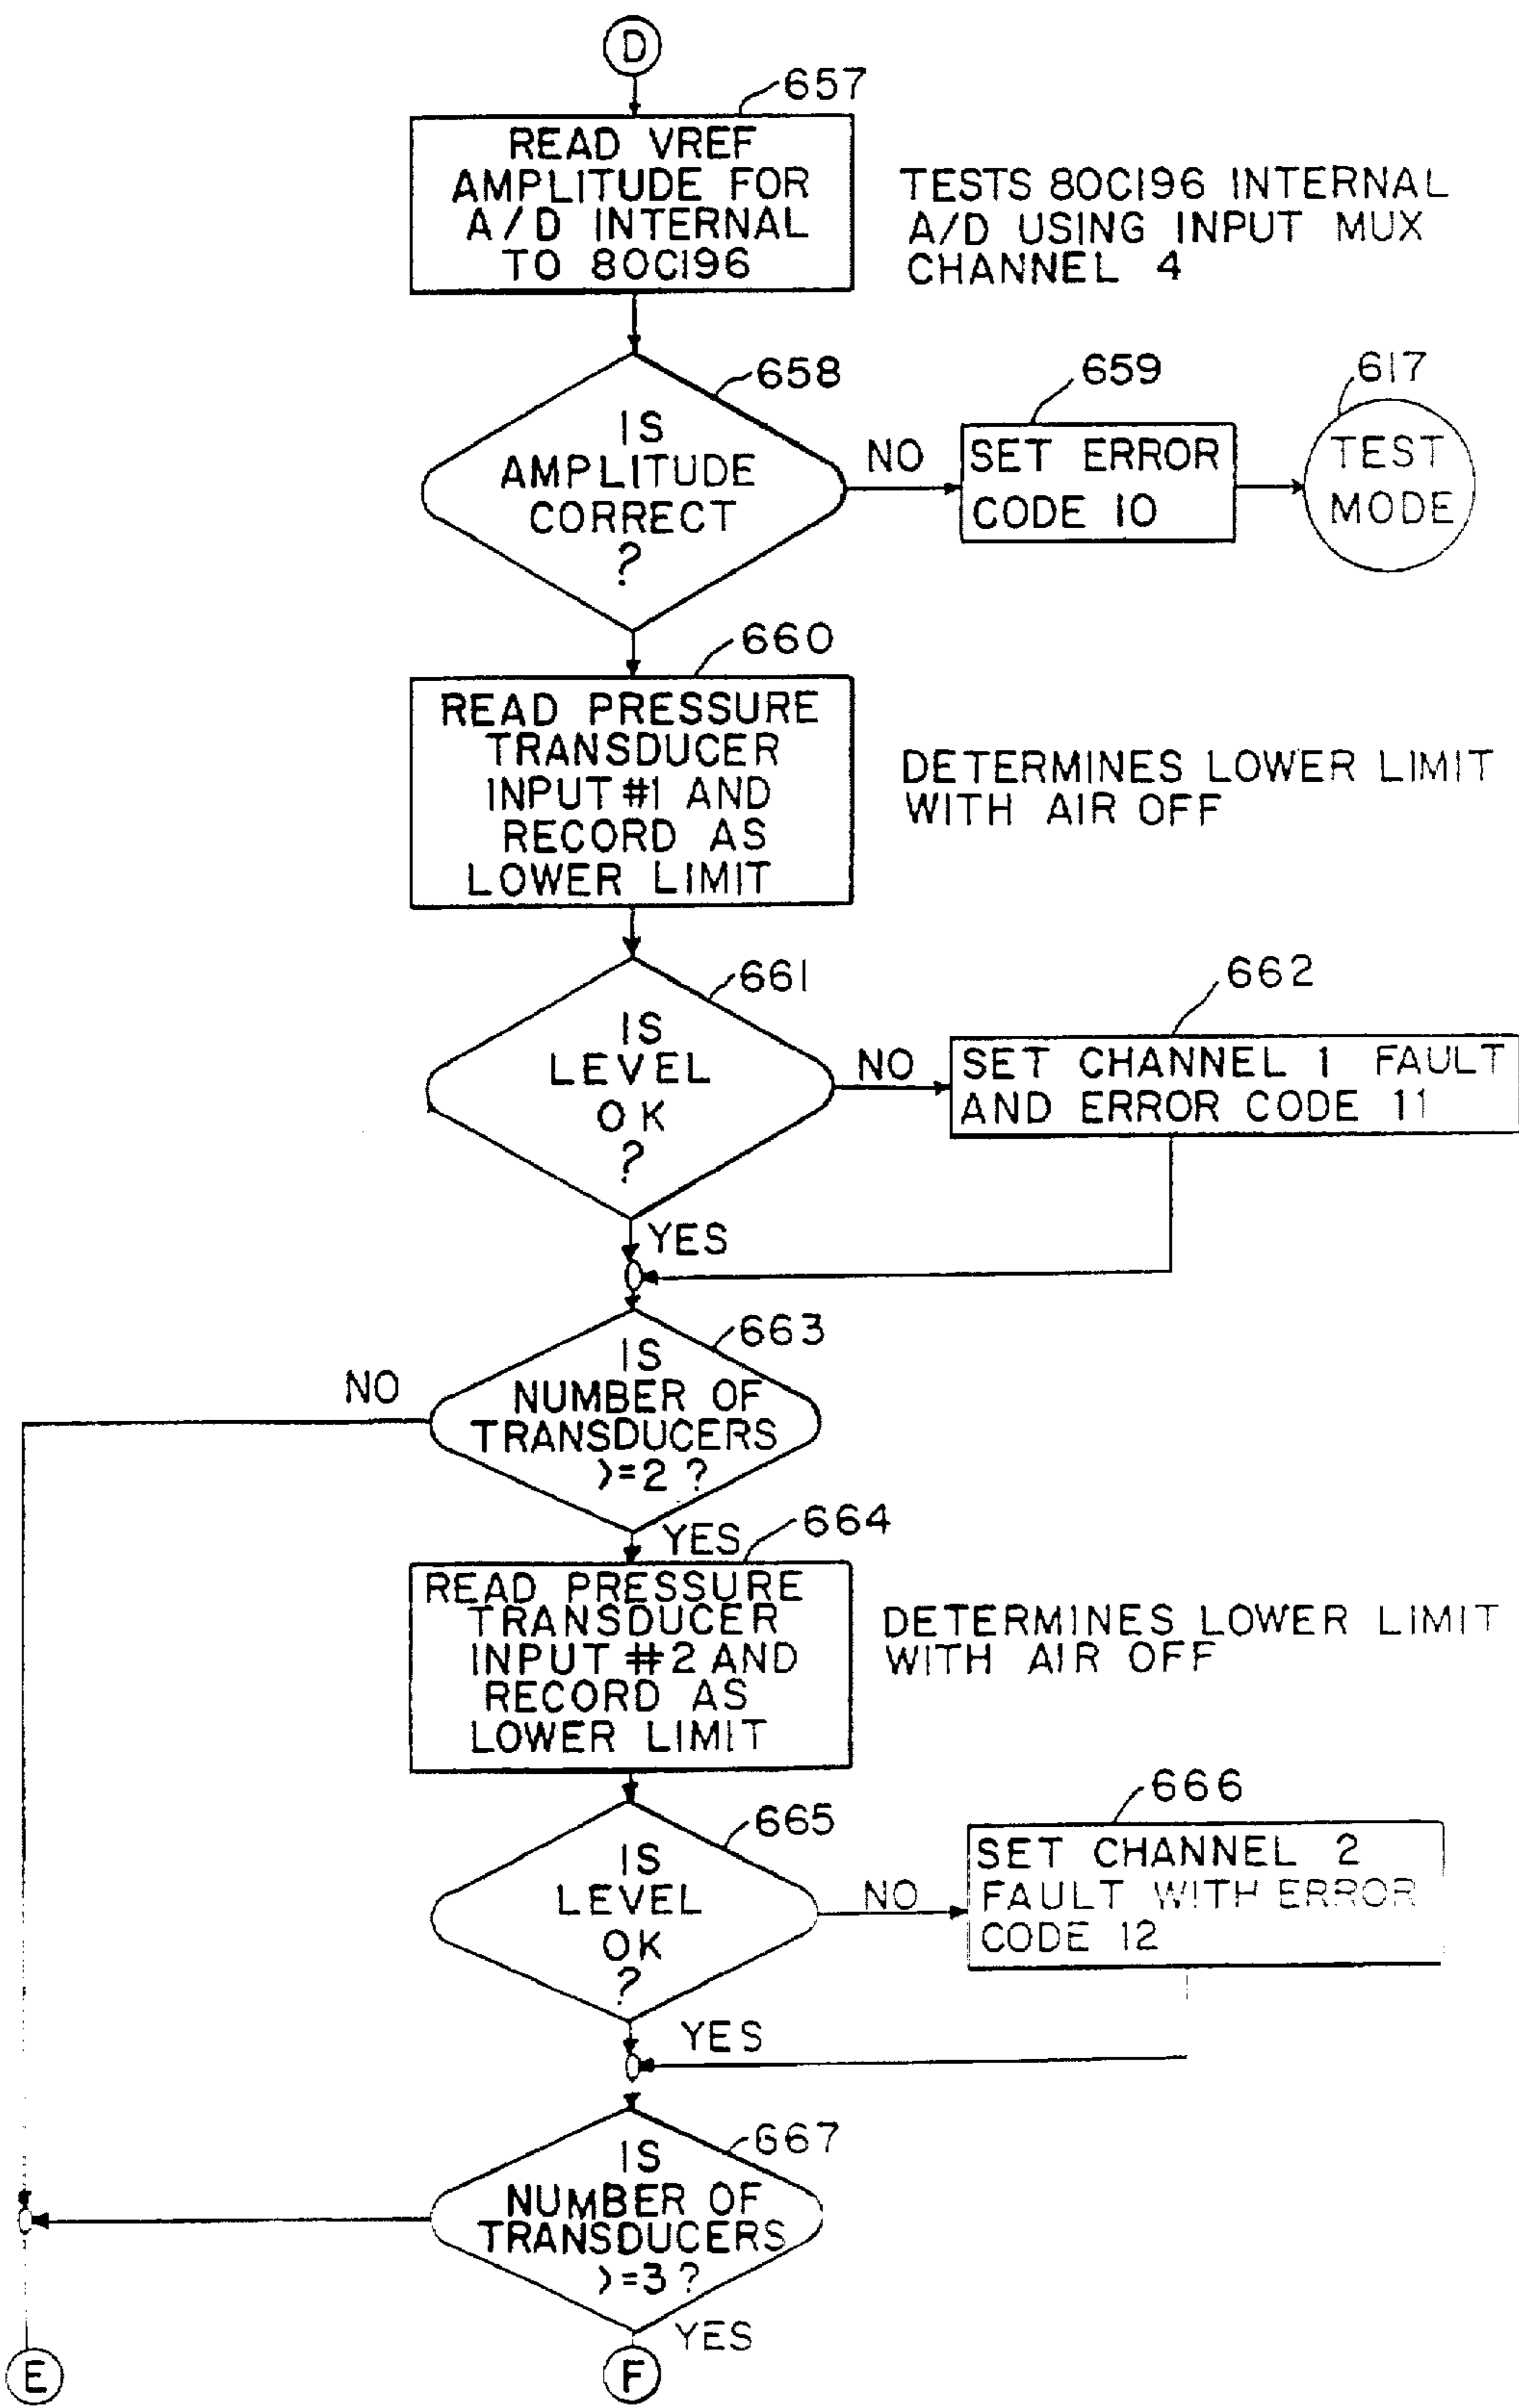 D
657
READ VREF
AMPLITUDE FOR
A/D INTERNAL
TO 80C196
TESTS 80C196 INTERNAL
A/D USING INPUT MUX
CHANNEL 4
658
IS
AMPLITUDE
CORRECT
?
NO
659
SET ERROR
CODE 10
617
TEST
MODE
660
READ PRESSURE
TRANSDUCER
INPUT #1 AND
RECORD AS
LOWER LIMIT
DETERMINES LOWER LIMIT
WITH AIR OFF
661
IS
LEVEL
OK
?
NO
662
SET CHANNEL 1 FAULT
AND ERROR CODE 11
YES
663
IS
NUMBER OF
TRANSDUCERS
>=2 ?
NO
YES
664
READ PRESSURE
TRANSDUCER
INPUT #2 AND
RECORD AS
LOWER LIMIT
DETERMINES LOWER LIMIT
WITH AIR OFF
665
IS
LEVEL
OK
?
NO
666
SET CHANNEL 2
FAULT WITH ERROR
CODE 12
YES
667
IS
NUMBER OF
TRANSDUCERS
>=3 ?
YES
E
F